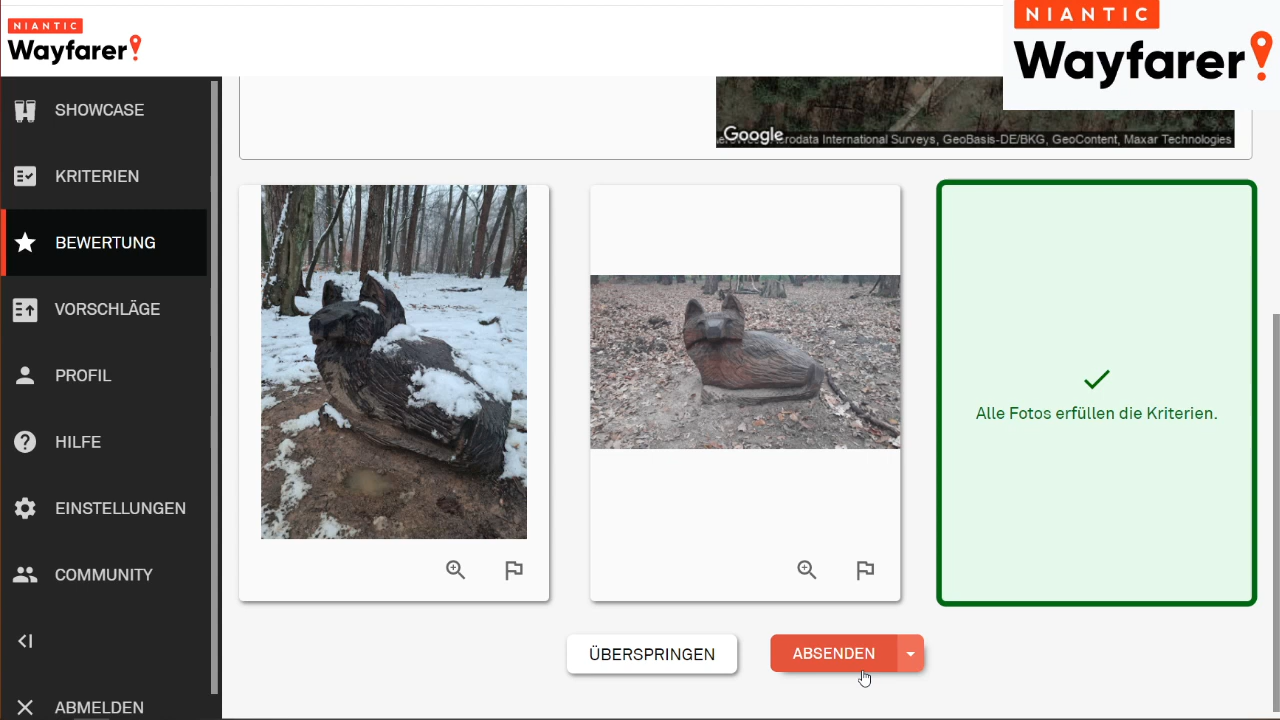 NIANTIC
Wayfarer
NIANTIC
Wayfarer
SHOWCASE
KRITERIEN
BEWERTUNG
VORSCHLÄGE
PROFIL
HILFE
EINSTELLUNGEN
COMMUNITY
ABMELDEN
Google
International Surveys, GeoBasis-DE/BKG, GeoContent, Maxar Technologies
Alle Fotos erfüllen die Kriterien.
ÜBERSPRINGEN
ABSENDEN